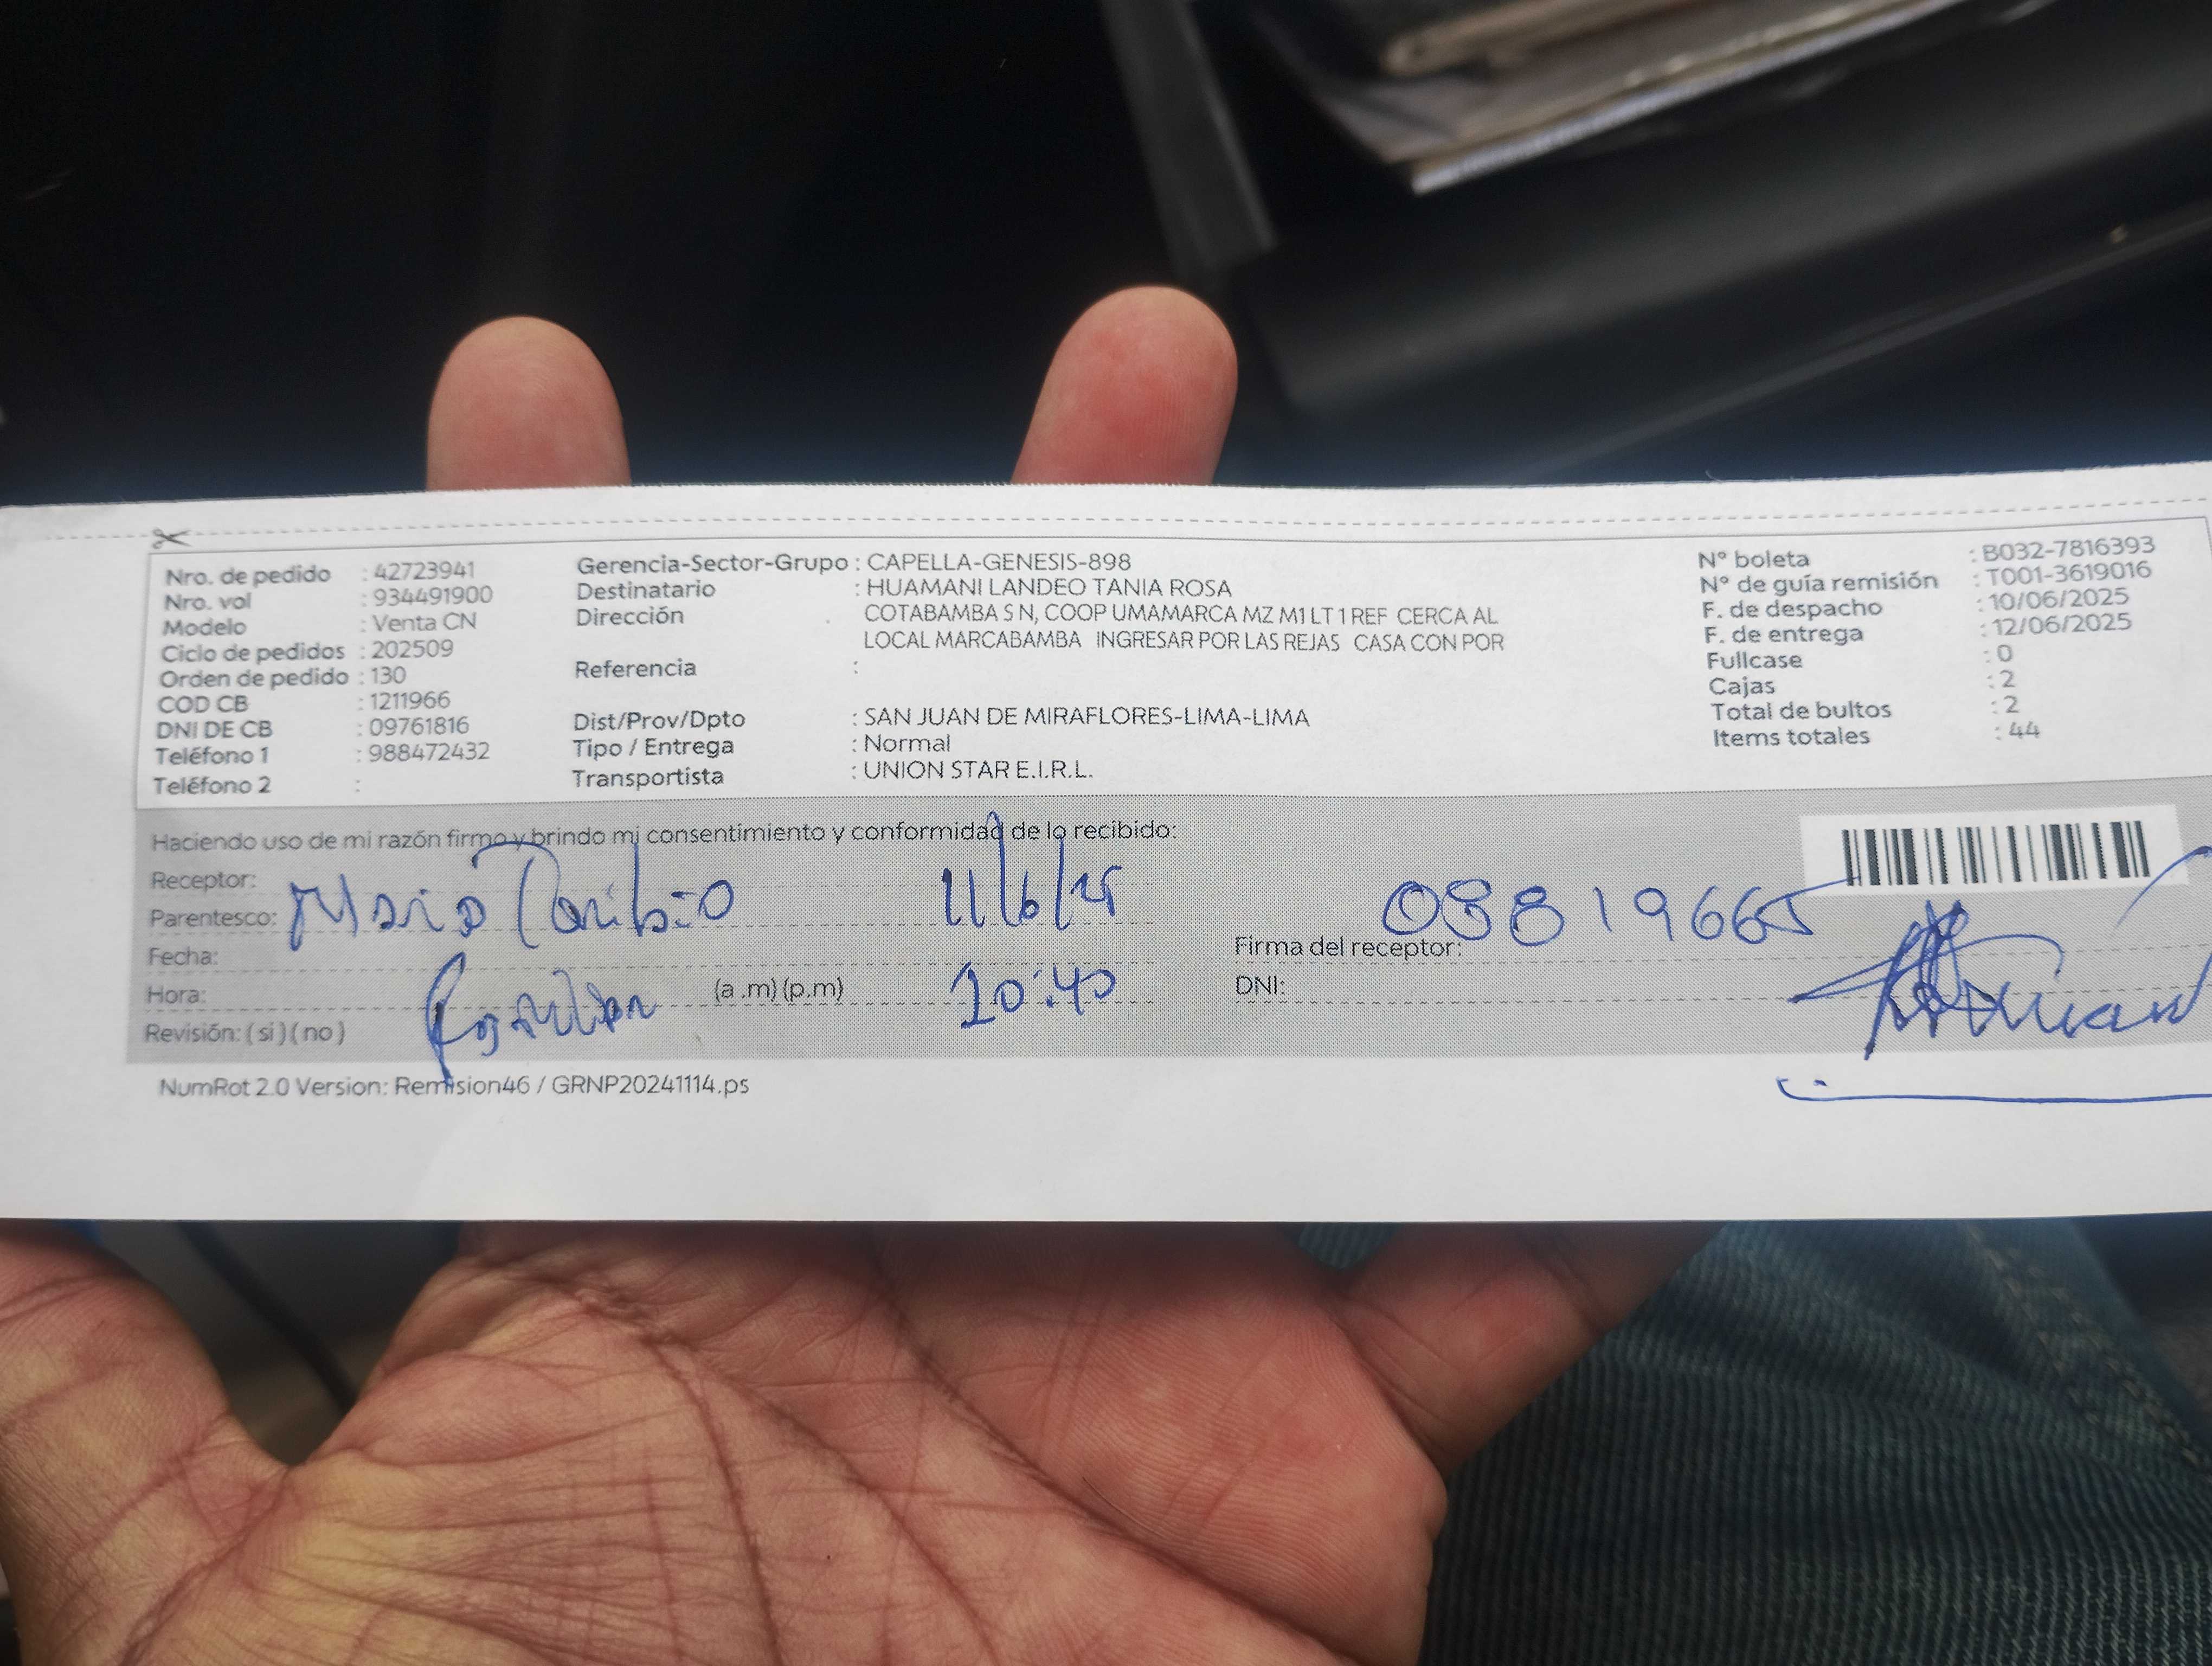 Nro. de pedido : 42723941
Nro. vol : 934491900
Modelo : Venta CN
Ciclo de pedidos : 202509
Orden de pedido : 130
COD CB : 1211966
DNI DE CB : 09761816
Teléfono 1 : 988472432
Teléfono 2 :
Gerencia-Sector-Grupo : CAPELLA-GENESIS-898
Destinatario : HUAMANI LANDEO TANIA ROSA
Dirección . COTABAMBA S N, COOP UMAMARCA MZ M1 LT 1 REF CERCA AL
LOCAL MARCABAMBA INGRESAR POR LAS REJAS CASA CON POR
Referencia :
Dist/Prov/Dpto : SAN JUAN DE MIRAFLORES-LIMA-LIMA
Tipo / Entrega : Normal
Transportista : UNION STAR E.I.R.L.
N° boleta : B032-7816393
N° de guía remisión : T001-3619016
F. de despacho : 10/06/2025
F. de entrega : 12/06/2025
Fullcase : 0
Cajas : 2
Total de bultos : 2
Items totales : 44
Haciendo uso de mi razón firmo y brindo mi consentimiento y conformidad de lo recibido:
Receptor:
Parentesco: Maria Toribio 11/6/25
Fecha:
Hora: (a .m) (p.m) 10:40
Revisión: ( si ) ( no )
08819665
Firma del receptor:
DNI:
NumRot 2.0 Version: Remision46 / GRNP20241114.ps